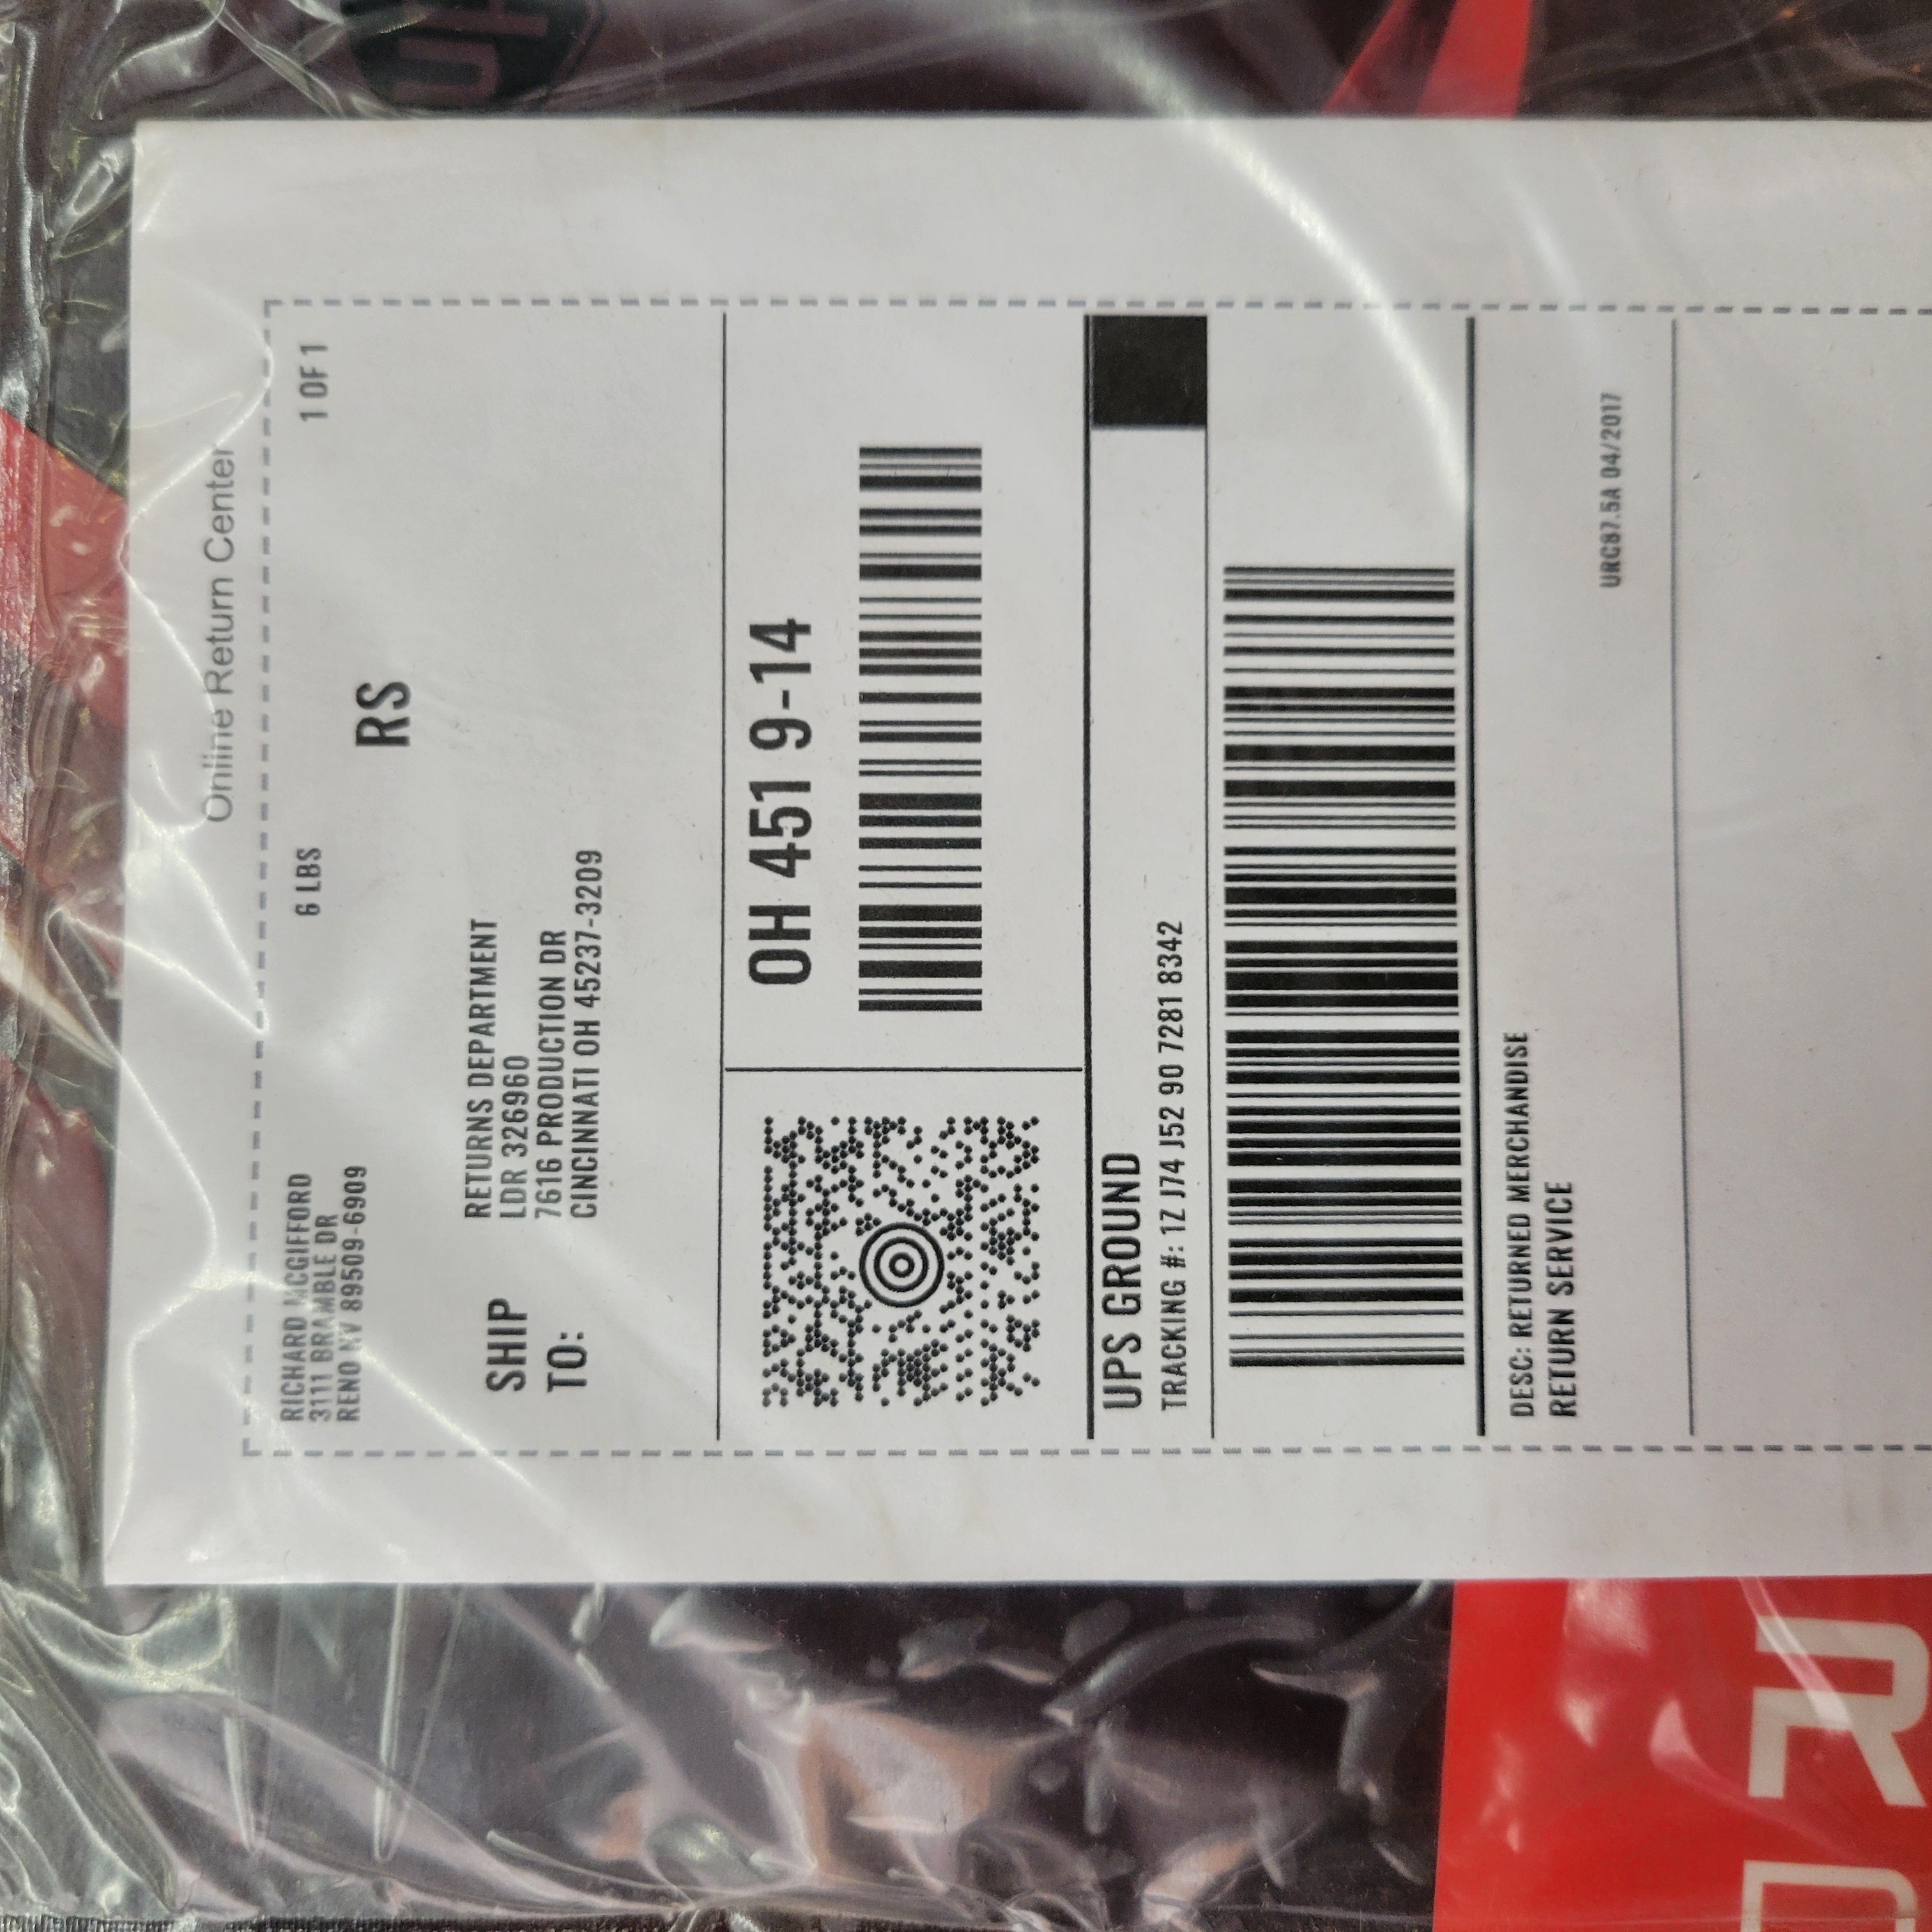 Online Return Center
RICHARD MCGIFFORD
3111 BRAMBLE DR
RENO NV 89509-6909
6 LBS
1 OF 1
RS
SHIP
TO:
RETURNS DEPARTMENT
LDR 326960
7616 PRODUCTION DR
CINCINNATI OH 45237-3209
OH 451 9-14
UPS GROUND
TRACKING #: 1Z J74 J52 90 7281 8342
DESC: RETURNED MERCHANDISE
RETURN SERVICE
URC87.5A 04/2017